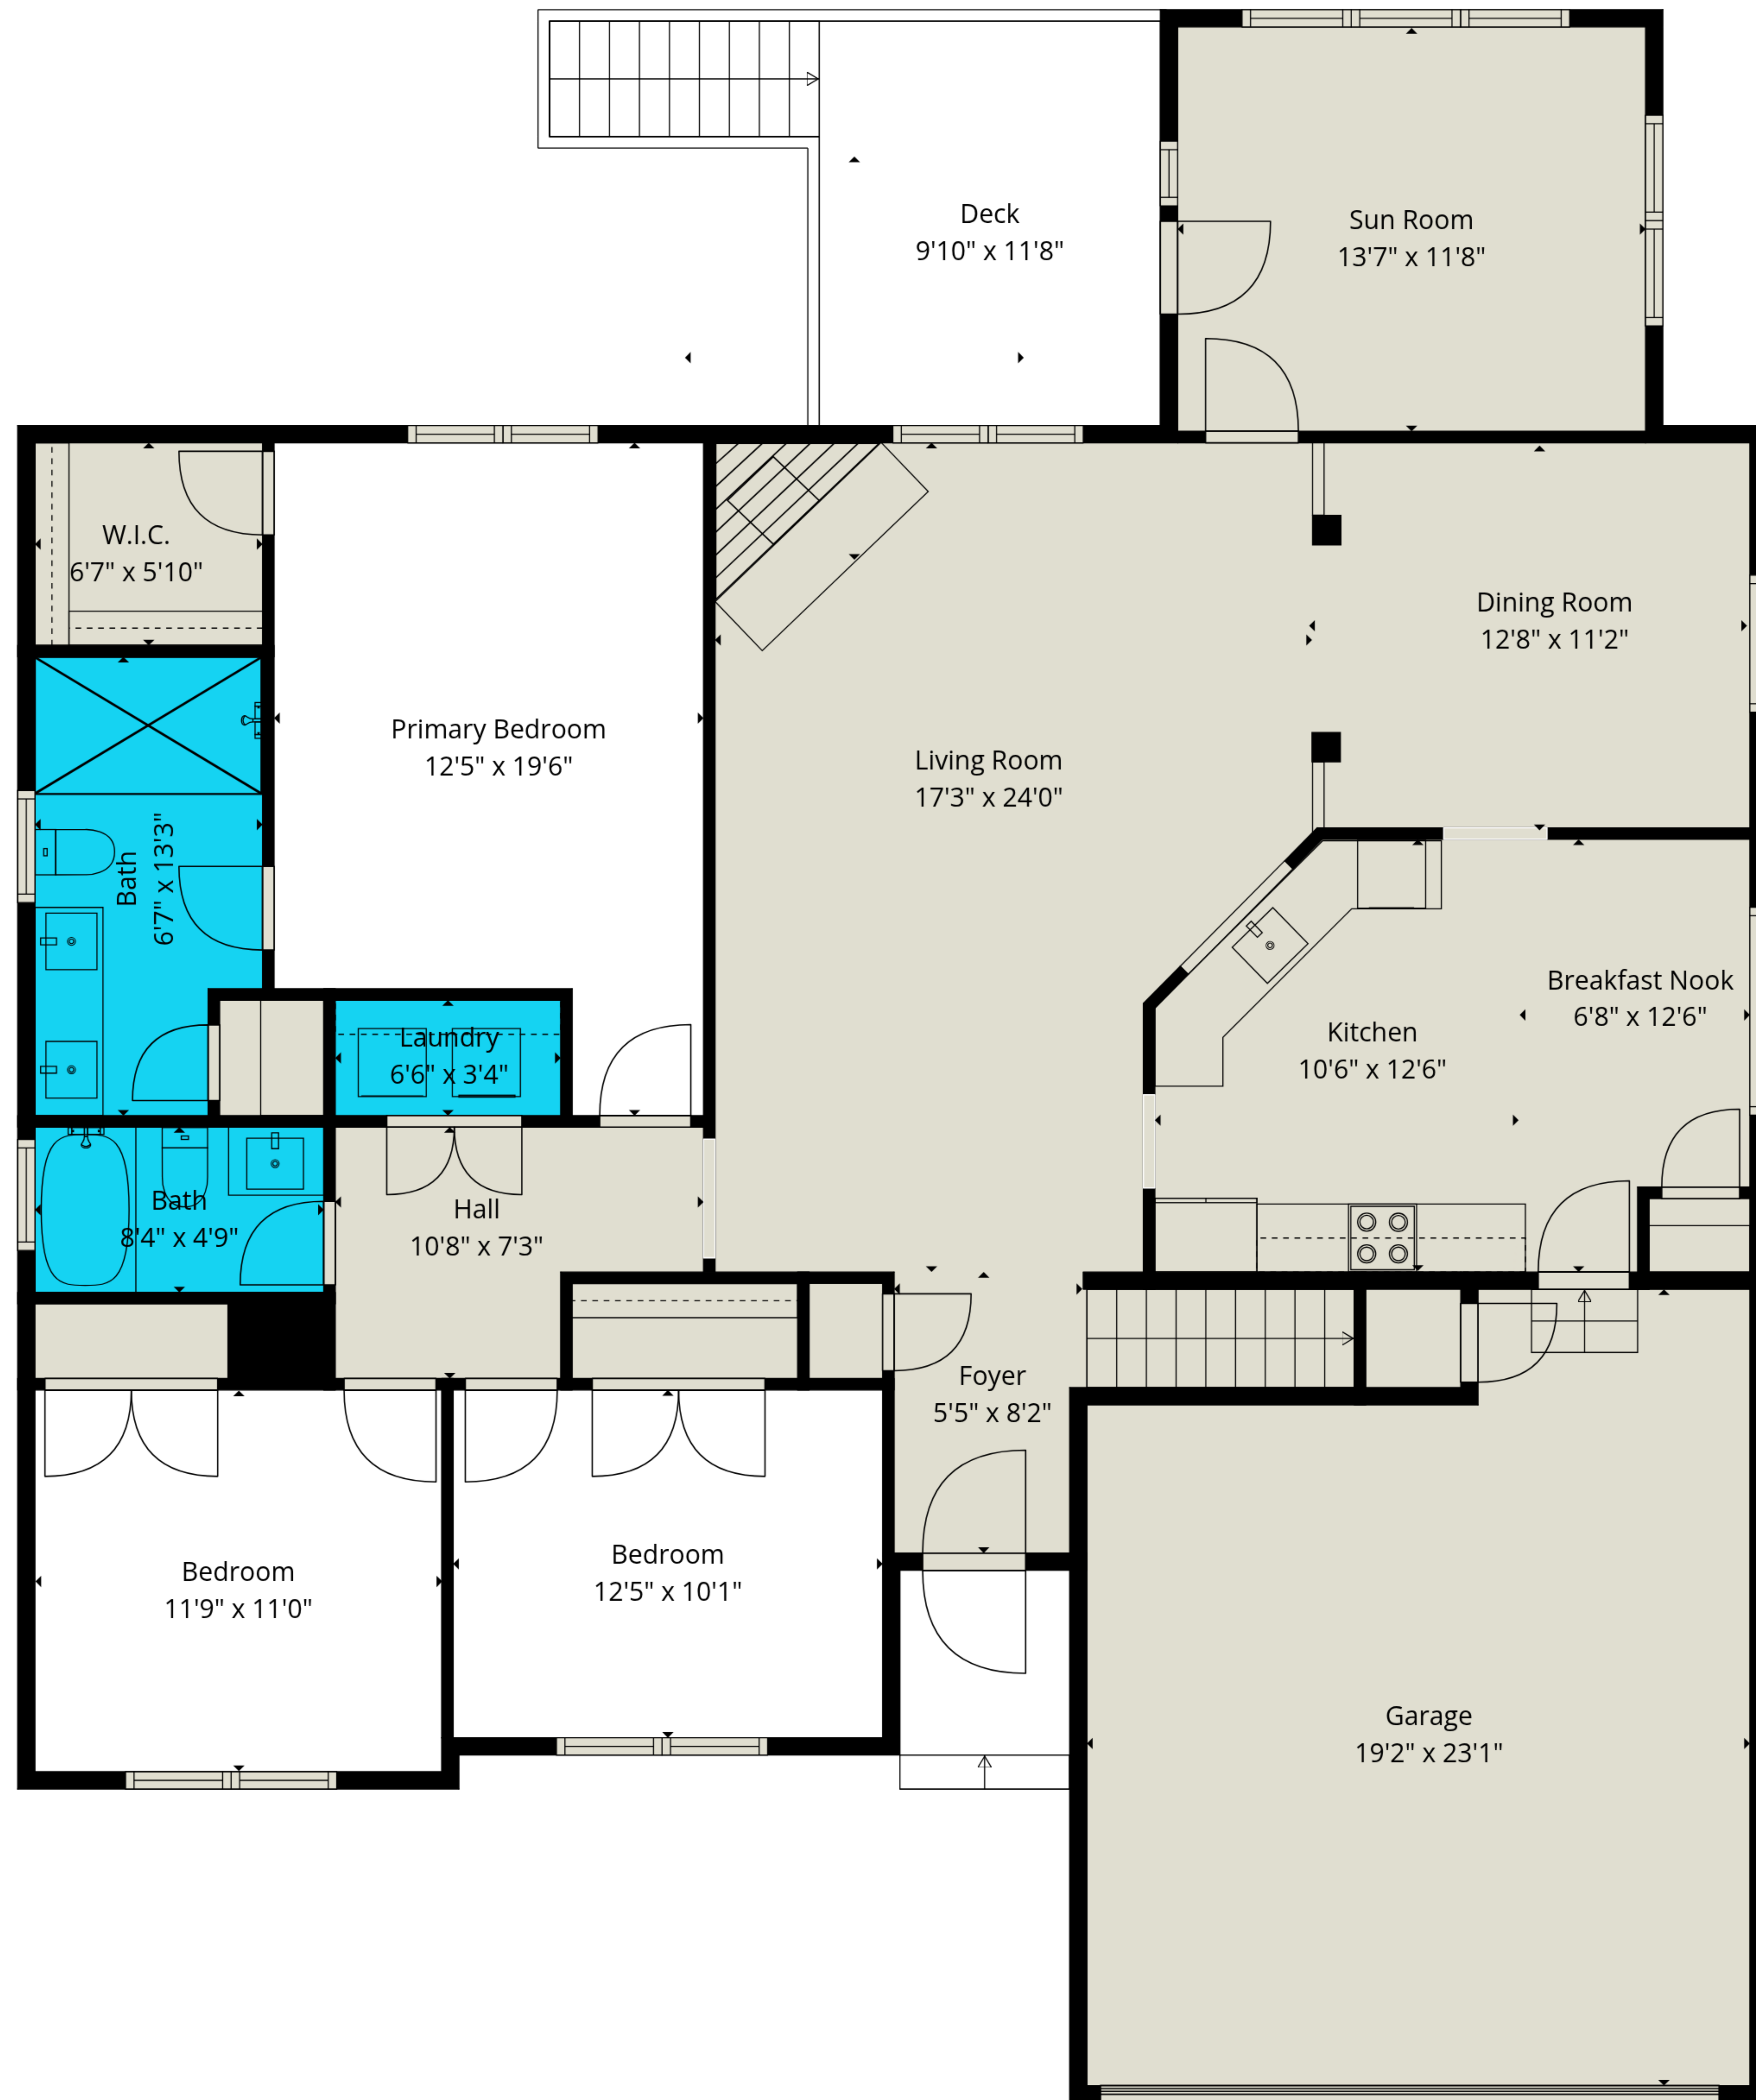 Deck
9'10" x 11'8"
Sun Room
13'7" x 11'8"
W.I.C.
6'7" x 5'10"
Primary Bedroom
12'5" x 19'6"
Living Room
17'3" x 24'0"
Dining Room
12'8" x 11'2"
Bath
6'7" x 13'3"
Laundry
6'6" x 3'4"
Kitchen
10'6" x 12'6"
Breakfast Nook
6'8" x 12'6"
Bath
8'4" x 4'9"
Hall
10'8" x 7'3"
Foyer
5'5" x 8'2"
Bedroom
11'9" x 11'0"
Bedroom
12'5" x 10'1"
Garage
19'2" x 23'1"